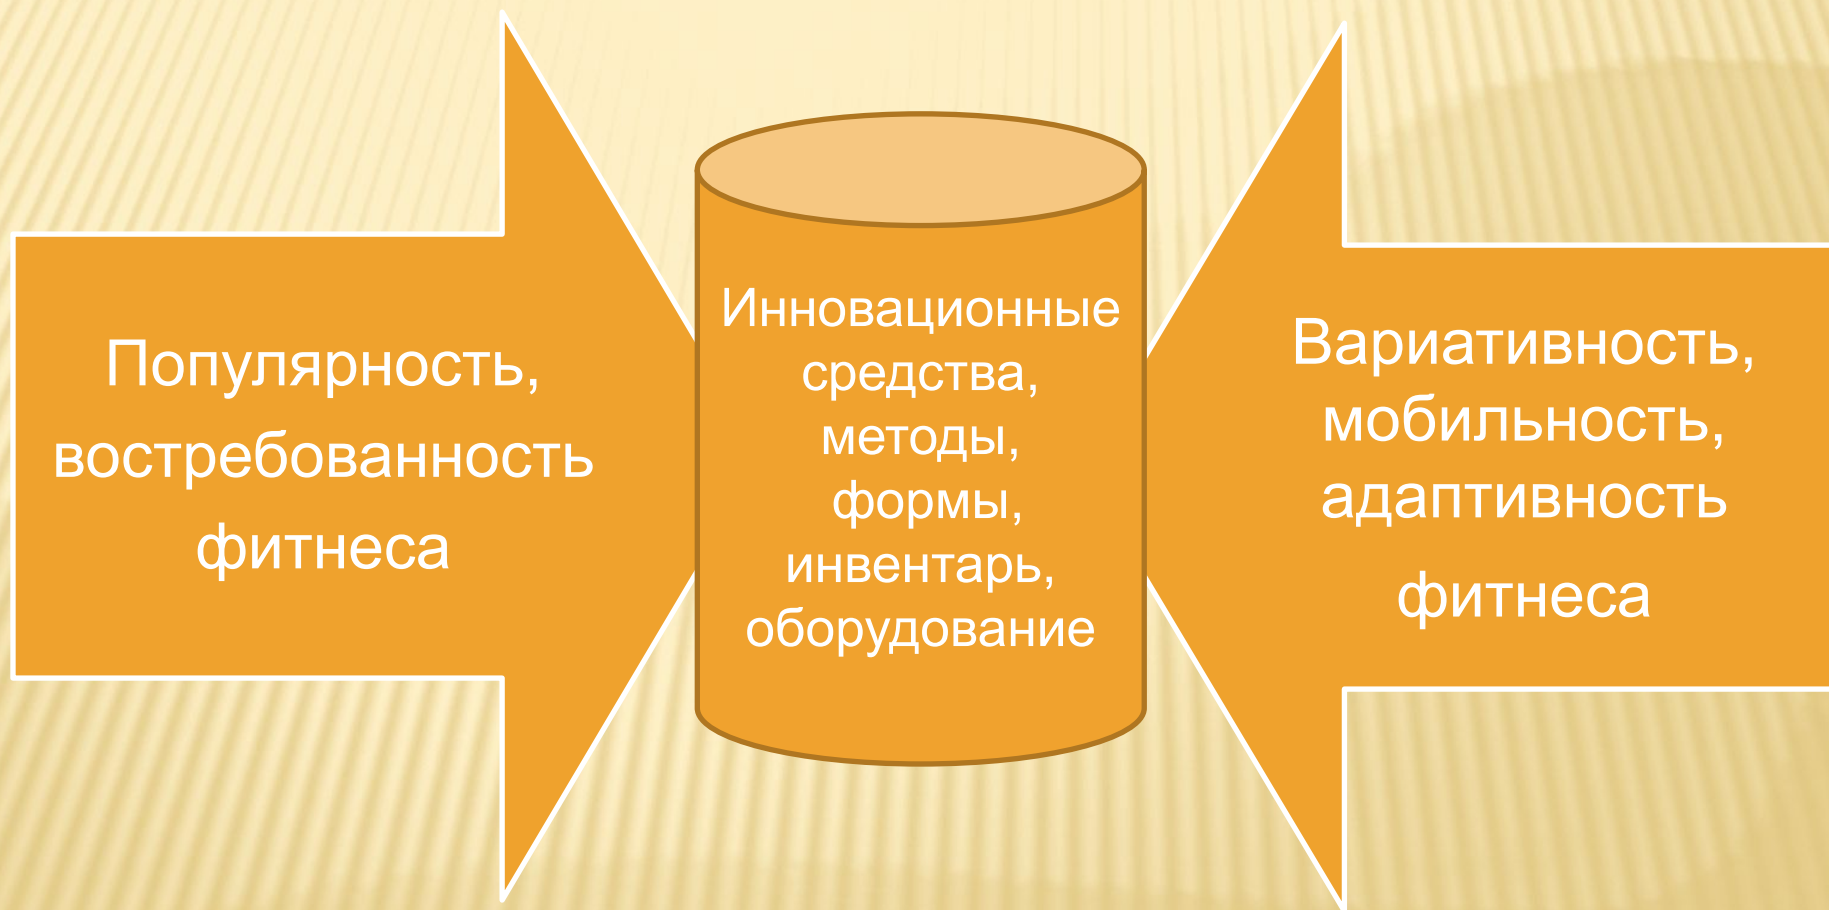 Популярность,
востребованность
фитнеса
Инновационные
средства,
методы,
формы,
инвентарь,
оборудование
Вариативность,
мобильность,
адаптивность
фитнеса